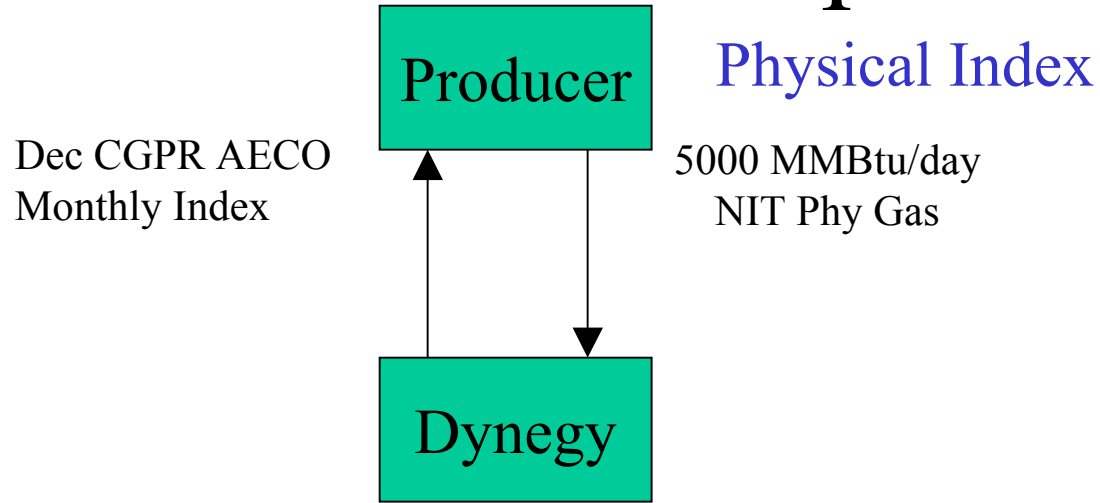 Producer
Physical Index
Dec CGPR AECO
Monthly Index
5000 MMBtu/day
NIT Phy Gas
Dynegy